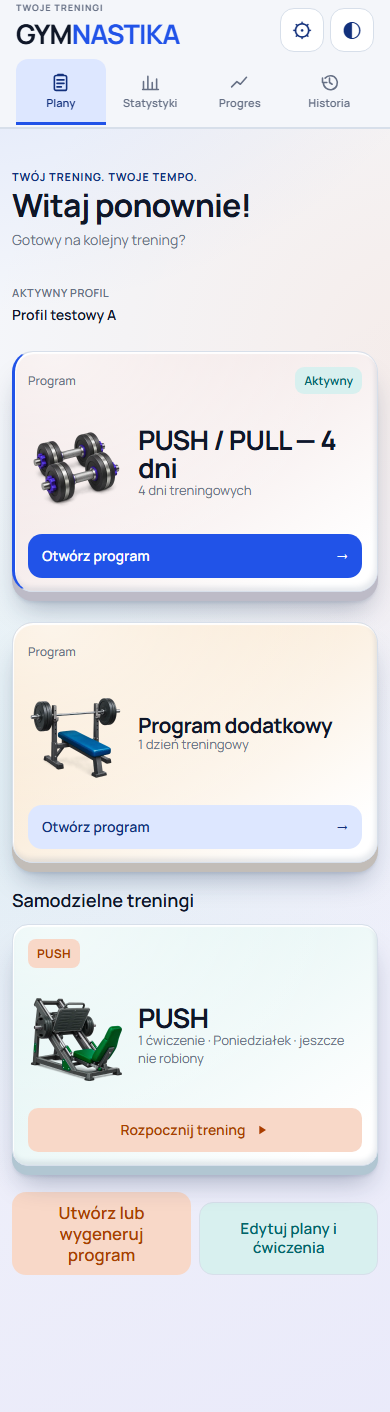 TWOJE TRENINGI
GYMNASTIKA
Plany
Statystyki
Progres
Historia
TWÓJ TRENING. TWOJE TEMPO.
Witaj ponownie!
Gotowy na kolejny trening?
AKTYWNY PROFIL
Profil testowy A
Program
Aktywny
PUSH / PULL — 4
dni
4 dni treningowych
Otwórz program →
Program
Program dodatkowy
1 dzień treningowy
Otwórz program →
Samodzielne treningi
PUSH
PUSH
1 ćwiczenie · Poniedziałek · jeszcze
nie robiony
Rozpocznij trening
Utwórz lub
wygeneruj
program
Edytuj plany i
ćwiczenia